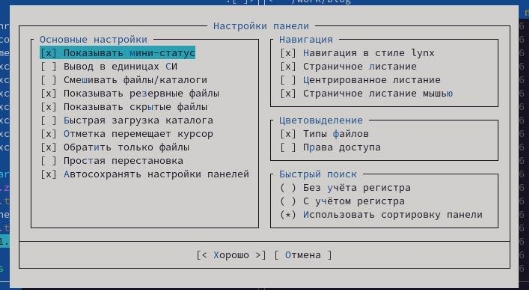 /work/blog
Настройки панели
Основные настройки
[x] Показывать мини-статус
[ ] Вывод в единицах СИ
[ ] Смешивать файлы/каталоги
[x] Показывать резервные файлы
[x] Показывать скрытые файлы
[ ] Быстрая загрузка каталога
[x] Отметка перемещает курсор
[x] Обратить только файлы
[ ] Простая перестановка
[x] Автосохранять настройки панелей
Навигация
[x] Навигация в стиле lynx
[x] Страничное листание
[ ] Центрированное листание
[x] Страничное листание мышью
Цветовыделение
[x] Типы файлов
[ ] Права доступа
Быстрый поиск
( ) Без учёта регистра
( ) С учётом регистра
(*) Использовать сортировку панели
[< Хорошо >] [ Отмена ]